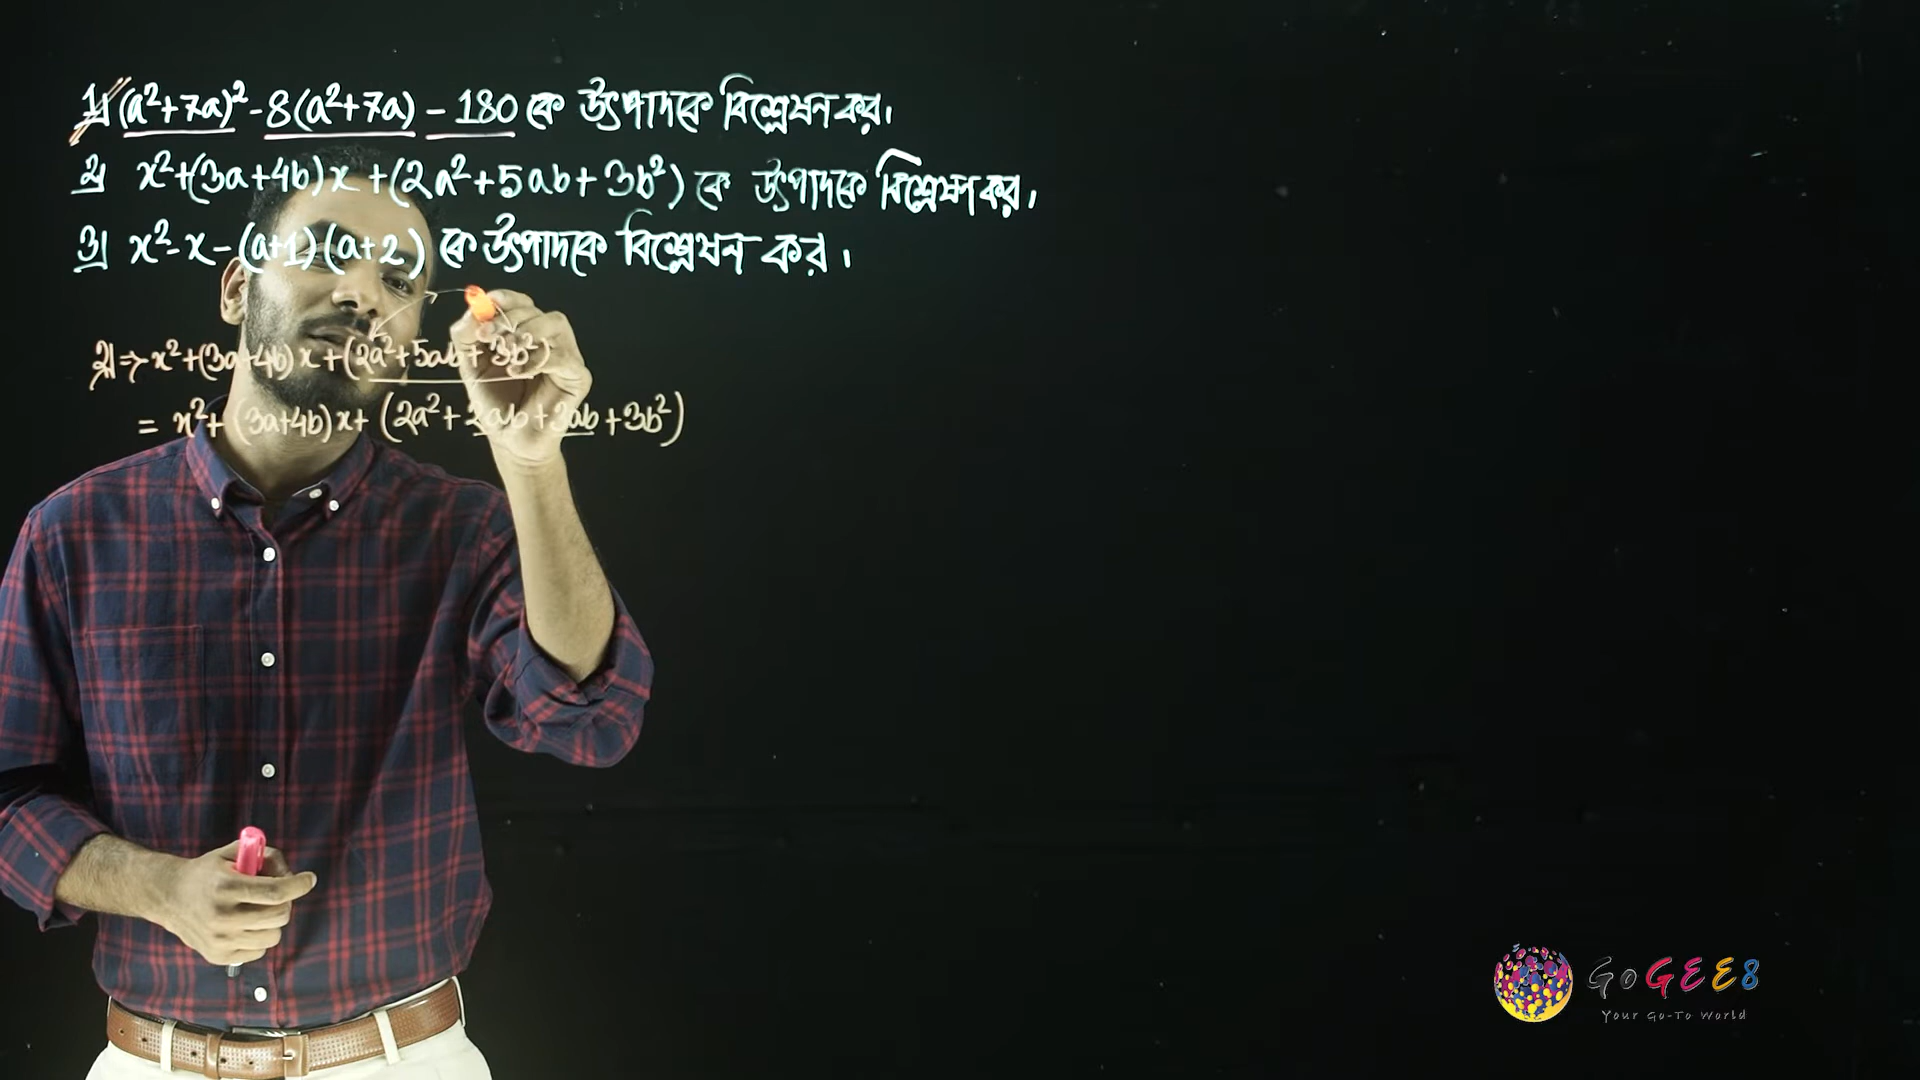 ১। (a²+7a)² - 8(a²+7a) - 180 কে উৎপাদকে বিশ্লেষন কর।
২। x²+(3a+4b)x +(2a²+5ab+3b²) কে উৎপাদকে বিশ্লেষণ কর।
৩। x²-x-(a+1)(a+2) কে উৎপাদকে বিশ্লেষন কর।
২। ⇒ x²+(3a+4b)x+(2a²+5ab+3b²)
= x²+(3a+4b)x+(2a²+2ab+3ab+3b²)
GoGEE8
Your Go-To World